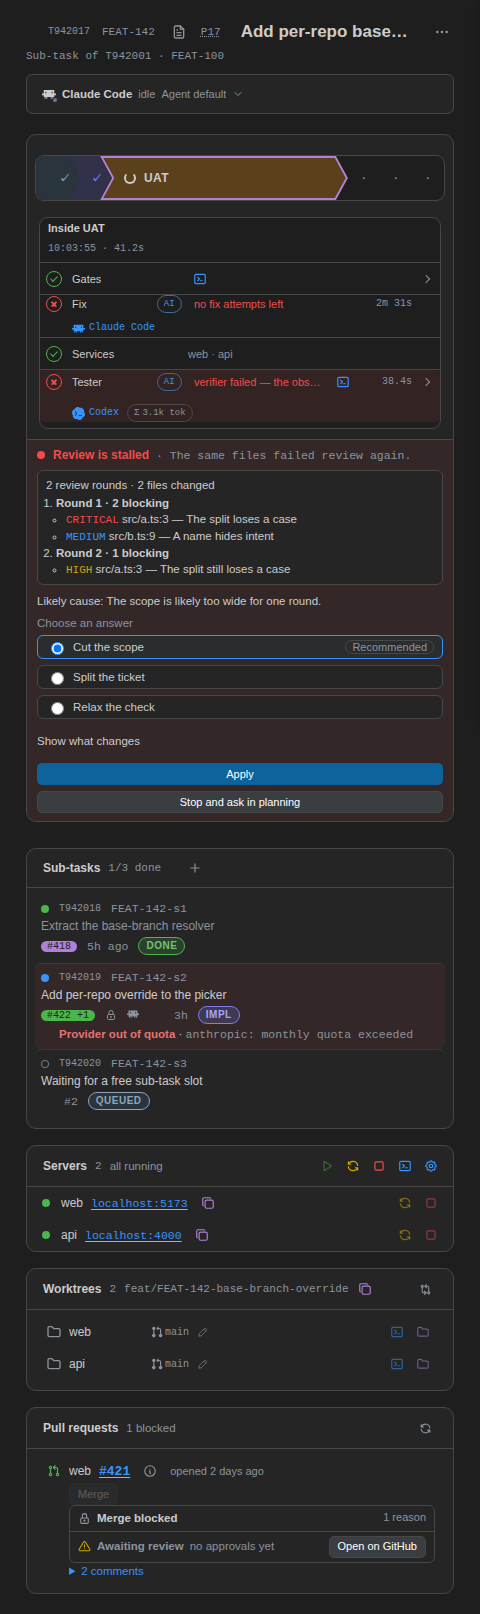 T942017 FEAT-142 P17 Add per-repo base…
Sub-task of T942001 · FEAT-100
Claude Code idle Agent default
UAT
Inside UAT
10:03:55 · 41.2s
Gates
Fix AI no fix attempts left 2m 31s
Claude Code
Services web · api
Tester AI verifier failed — the obs… 38.4s
Codex Σ 3.1k tok
Review is stalled · The same files failed review again.
2 review rounds · 2 files changed
1. Round 1 · 2 blocking
CRITICAL src/a.ts:3 — The split loses a case
MEDIUM src/b.ts:9 — A name hides intent
2. Round 2 · 1 blocking
HIGH src/a.ts:3 — The split still loses a case
Likely cause: The scope is likely too wide for one round.
Choose an answer
Cut the scope Recommended
Split the ticket
Relax the check
Show what changes
Apply
Stop and ask in planning
Sub-tasks 1/3 done
T942018 FEAT-142-s1
Extract the base-branch resolver
#418 5h ago DONE
T942019 FEAT-142-s2
Add per-repo override to the picker
#422 +1 3h IMPL
Provider out of quota · anthropic: monthly quota exceeded
T942020 FEAT-142-s3
Waiting for a free sub-task slot
#2 QUEUED
Servers 2 all running
web localhost:5173
api localhost:4000
Worktrees 2 feat/FEAT-142-base-branch-override
web main
api main
Pull requests 1 blocked
web #421 opened 2 days ago
Merge
Merge blocked 1 reason
Awaiting review no approvals yet Open on GitHub
2 comments